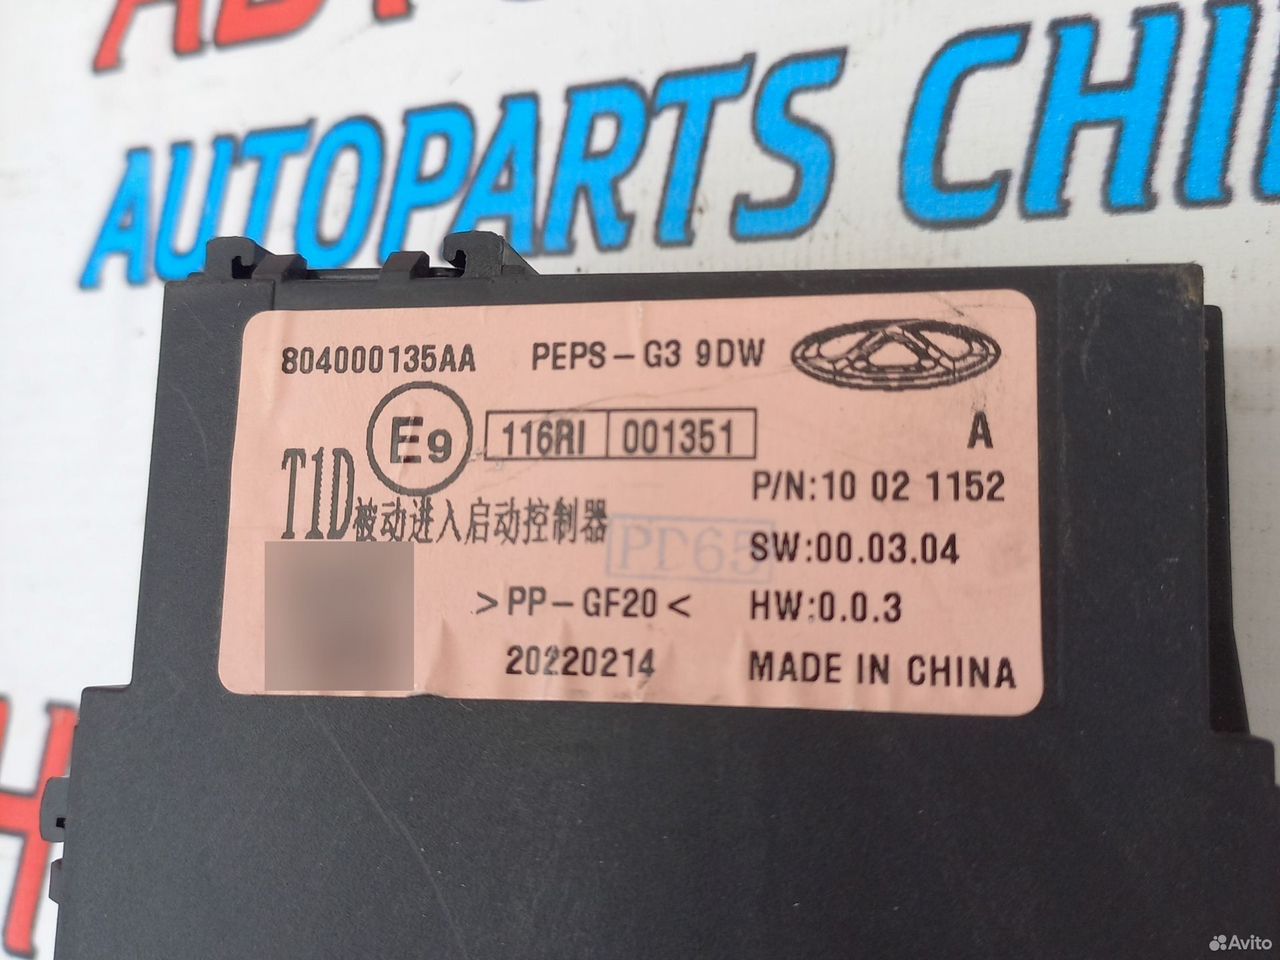 AUTOPARTS CHI
804000135AA PEPS-G3 9DW
E9 116RI 001351 A
T1D被动进入启动控制器
P/N:10 02 1152
SW:00.03.04
>PP-GF20< HW:0.0.3
20220214 MADE IN CHINA
Avito